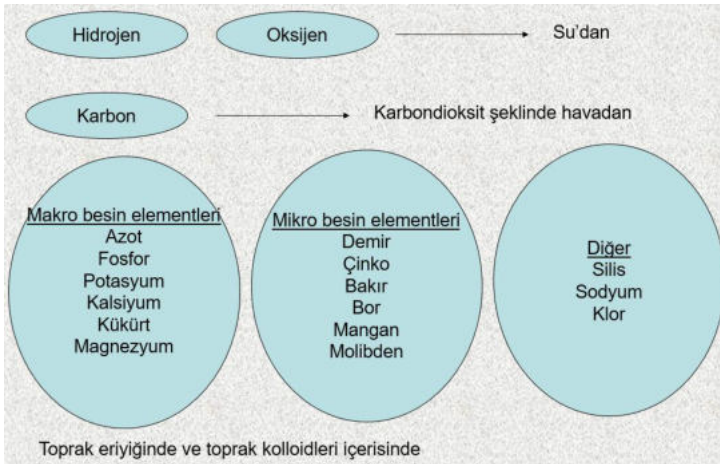 Hidrojen Oksijen Su'dan
Karbon Karbondioksit şeklinde havadan
Makro besin elementleri
Azot
Fosfor
Potasyum
Kalsiyum
Kükürt
Magnezyum
Mikro besin elementleri
Demir
Çinko
Bakır
Bor
Mangan
Molibden
Diğer
Silis
Sodyum
Klor
Toprak eriyiğinde ve toprak kolloidleri içerisinde